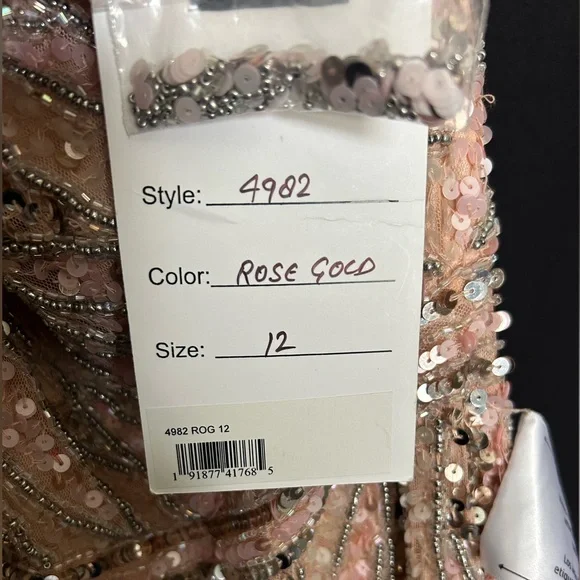 Style: 4982
Color: ROSE GOLD
Size: 12
4982 ROG 12
1 91877 41768 5